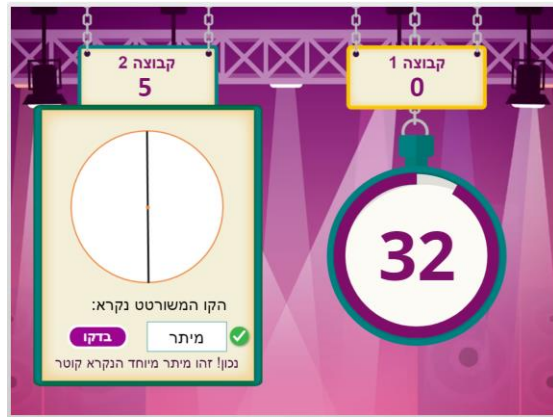 קבוצה 1
0
קבוצה 2
5
32
הקו המשורטט נקרא:
מיתר
בדקו
נכון! זהו מיתר מיוחד הנקרא קוטר